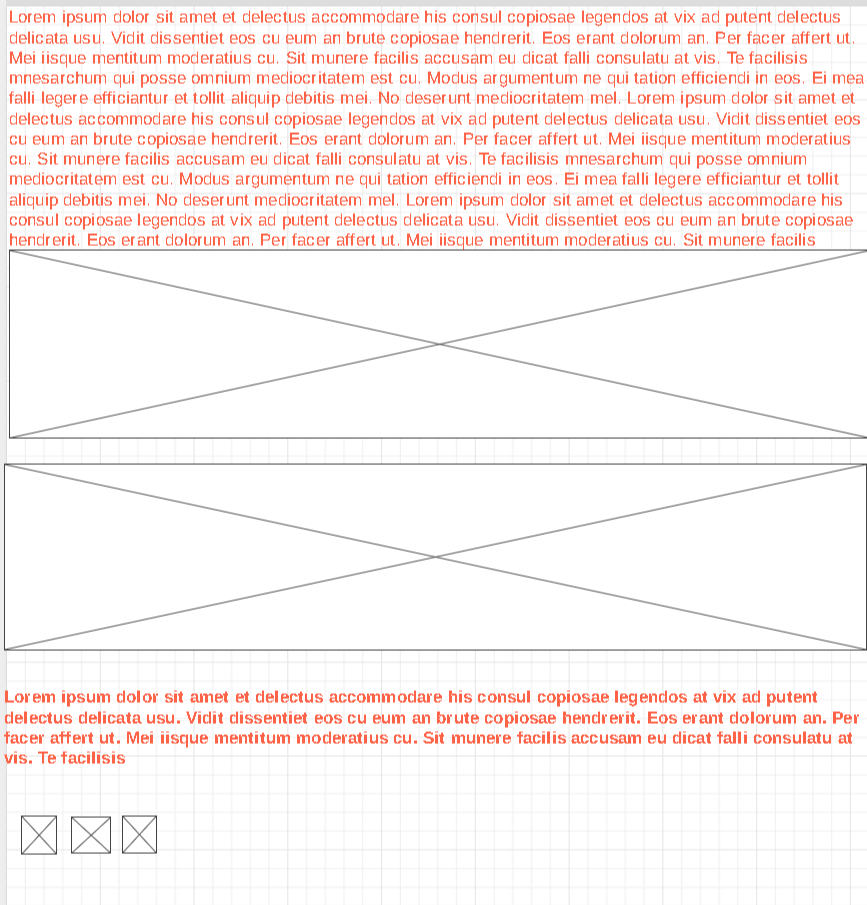 Lorem ipsum dolor sit amet et delectus accommodare his consul copiosae legendos at vix ad putent delectus
delicata usu. Vidit dissentiet eos cu eum an brute copiosae hendrerit. Eos erant dolorum an. Per facer affert ut.
Mei iisque mentitum moderatius cu. Sit munere facilis accusam eu dicat falli consulatu at vis. Te facilisis
mnesarchum qui posse omnium mediocritatem est cu. Modus argumentum ne qui tation efficiendi in eos. Ei mea
falli legere efficiantur et tollit aliquip debitis mei. No deserunt mediocritatem mel. Lorem ipsum dolor sit amet et
delectus accommodare his consul copiosae legendos at vix ad putent delectus delicata usu. Vidit dissentiet eos
cu eum an brute copiosae hendrerit. Eos erant dolorum an. Per facer affert ut. Mei iisque mentitum moderatius
cu. Sit munere facilis accusam eu dicat falli consulatu at vis. Te facilisis mnesarchum qui posse omnium
mediocritatem est cu. Modus argumentum ne qui tation efficiendi in eos. Ei mea falli legere efficiantur et tollit
aliquip debitis mei. No deserunt mediocritatem mel. Lorem ipsum dolor sit amet et delectus accommodare his
consul copiosae legendos at vix ad putent delectus delicata usu. Vidit dissentiet eos cu eum an brute copiosae
hendrerit. Eos erant dolorum an. Per facer affert ut. Mei iisque mentitum moderatius cu. Sit munere facilis
Lorem ipsum dolor sit amet et delectus accommodare his consul copiosae legendos at vix ad putent
delectus delicata usu. Vidit dissentiet eos cu eum an brute copiosae hendrerit. Eos erant dolorum an. Per
facer affert ut. Mei iisque mentitum moderatius cu. Sit munere facilis accusam eu dicat falli consulatu at
vis. Te facilisis